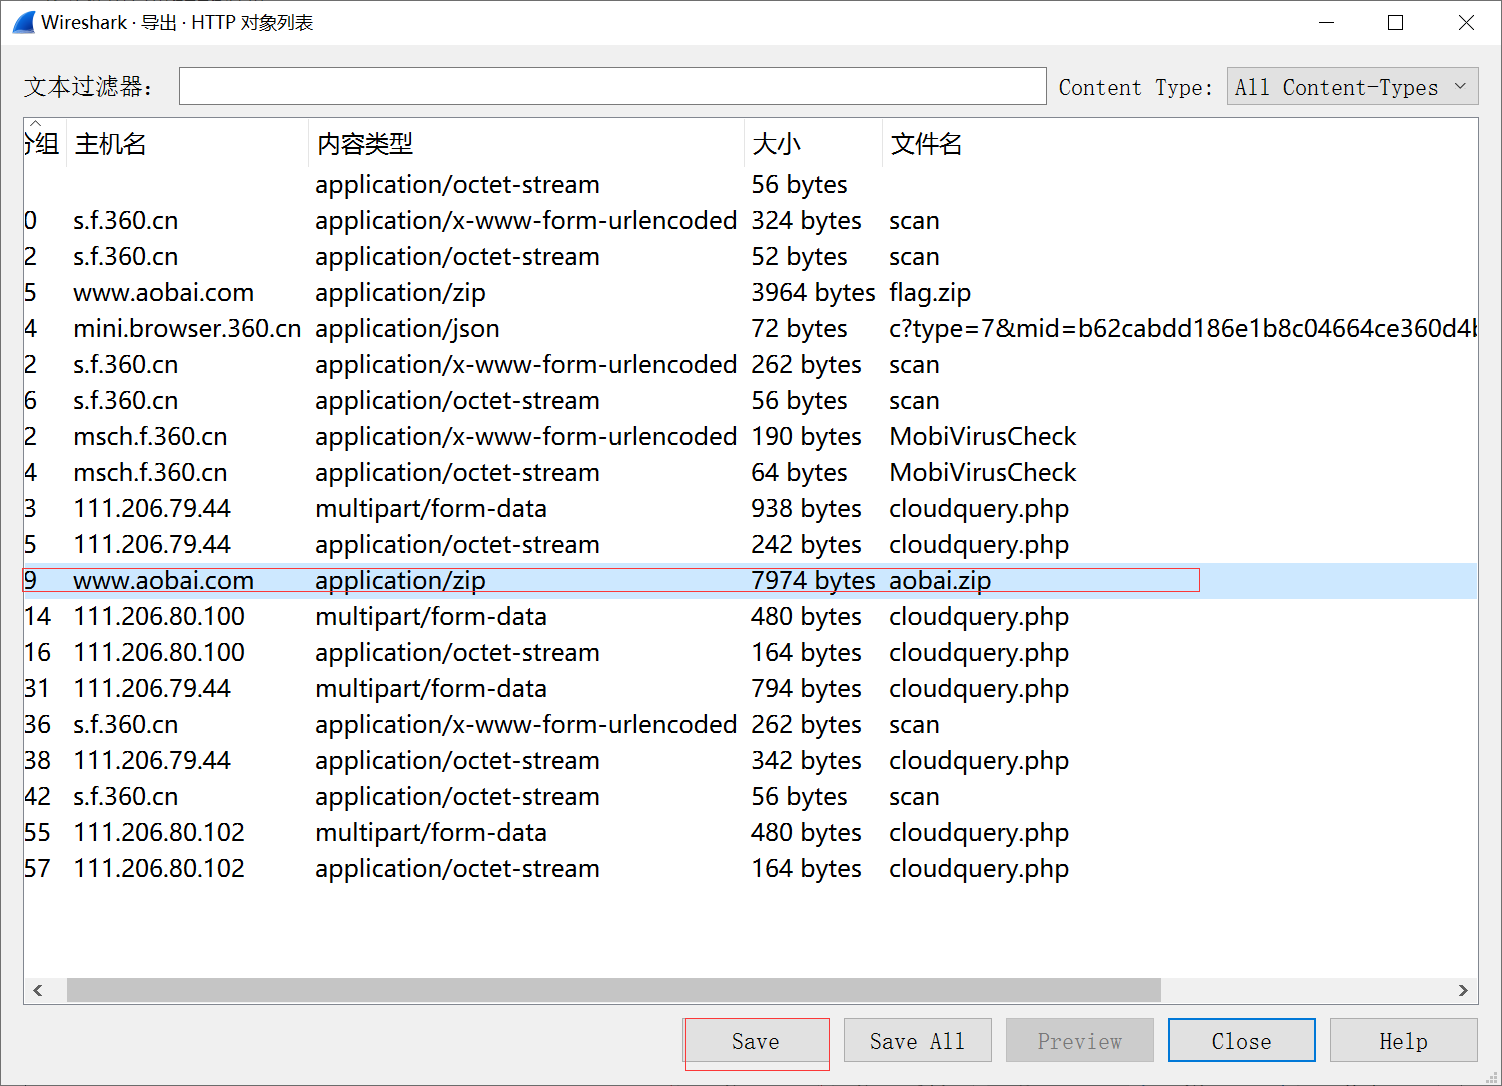 Wireshark · 导出 · HTTP 对象列表
文本过滤器: Content Type: All Content-Types
分组 主机名 内容类型 大小 文件名
application/octet-stream 56 bytes
0 s.f.360.cn application/x-www-form-urlencoded 324 bytes scan
2 s.f.360.cn application/octet-stream 52 bytes scan
5 www.aobai.com application/zip 3964 bytes flag.zip
4 mini.browser.360.cn application/json 72 bytes c?type=7&mid=b62cabdd186e1b8c04664ce360d4b
2 s.f.360.cn application/x-www-form-urlencoded 262 bytes scan
6 s.f.360.cn application/octet-stream 56 bytes scan
2 msch.f.360.cn application/x-www-form-urlencoded 190 bytes MobiVirusCheck
4 msch.f.360.cn application/octet-stream 64 bytes MobiVirusCheck
3 111.206.79.44 multipart/form-data 938 bytes cloudquery.php
5 111.206.79.44 application/octet-stream 242 bytes cloudquery.php
9 www.aobai.com application/zip 7974 bytes aobai.zip
14 111.206.80.100 multipart/form-data 480 bytes cloudquery.php
16 111.206.80.100 application/octet-stream 164 bytes cloudquery.php
31 111.206.79.44 multipart/form-data 794 bytes cloudquery.php
36 s.f.360.cn application/x-www-form-urlencoded 262 bytes scan
38 111.206.79.44 application/octet-stream 342 bytes cloudquery.php
42 s.f.360.cn application/octet-stream 56 bytes scan
55 111.206.80.102 multipart/form-data 480 bytes cloudquery.php
57 111.206.80.102 application/octet-stream 164 bytes cloudquery.php
Save Save All Preview Close Help